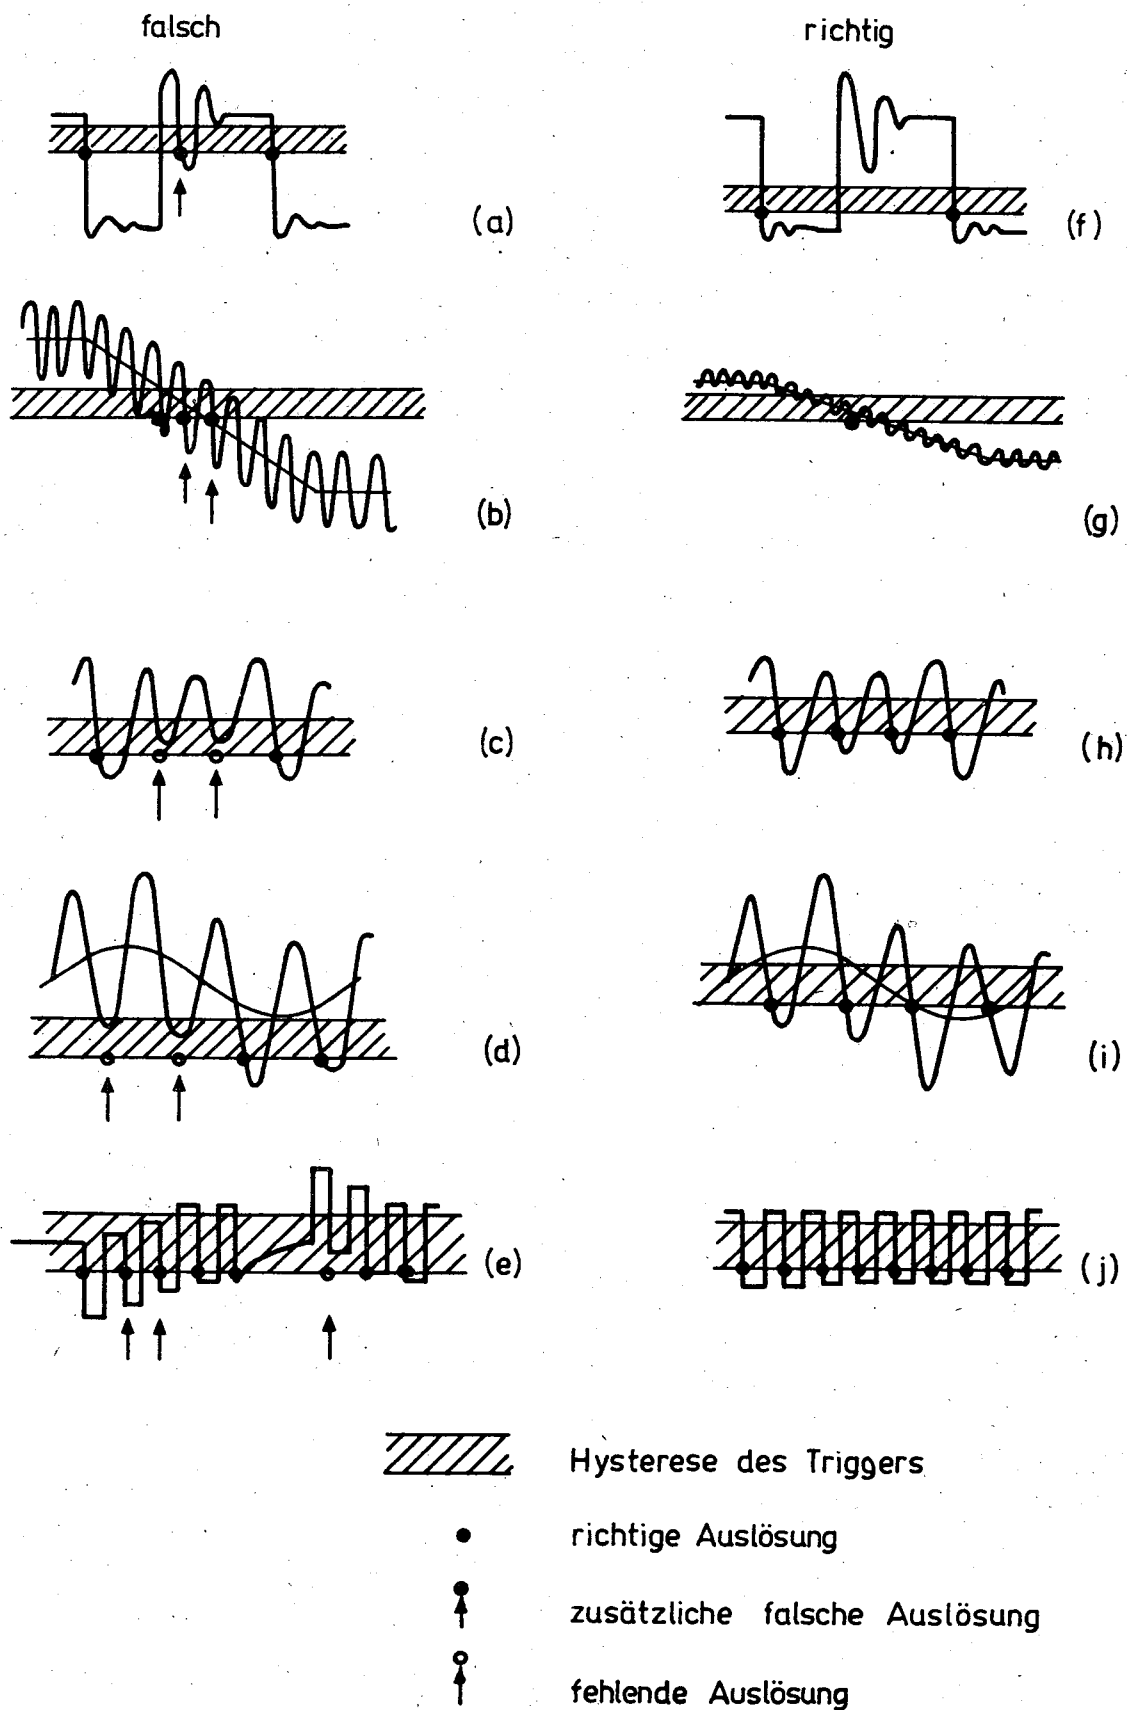 falsch
richtig
(a)
(f)
(b)
(g)
(c)
(h)
(d)
(i)
(e)
(j)
Hysterese des Triggers
richtige Auslösung
zusätzliche falsche Auslösung
fehlende Auslösung